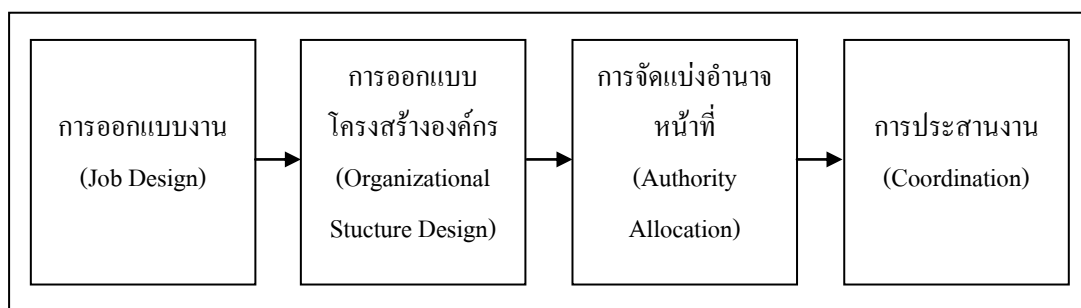 การออกแบบงาน
(Job Design)
การออกแบบ
โครงสร้างองค์กร
(Organizational
Stucture Design)
การจัดแบ่งอำนาจ
หน้าที่
(Authority
Allocation)
การประสานงาน
(Coordination)